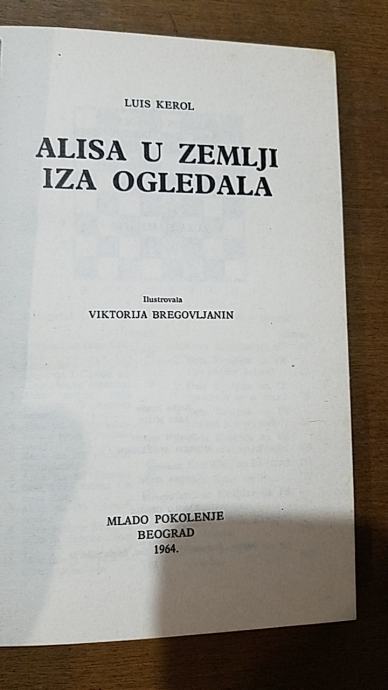 LUIS KEROL
ALISA U ZEMLJI
IZA OGLEDALA
Ilustrovala
VIKTORIJA BREGOVLJANIN
MLADO POKOLENJE
BEOGRAD
1964.